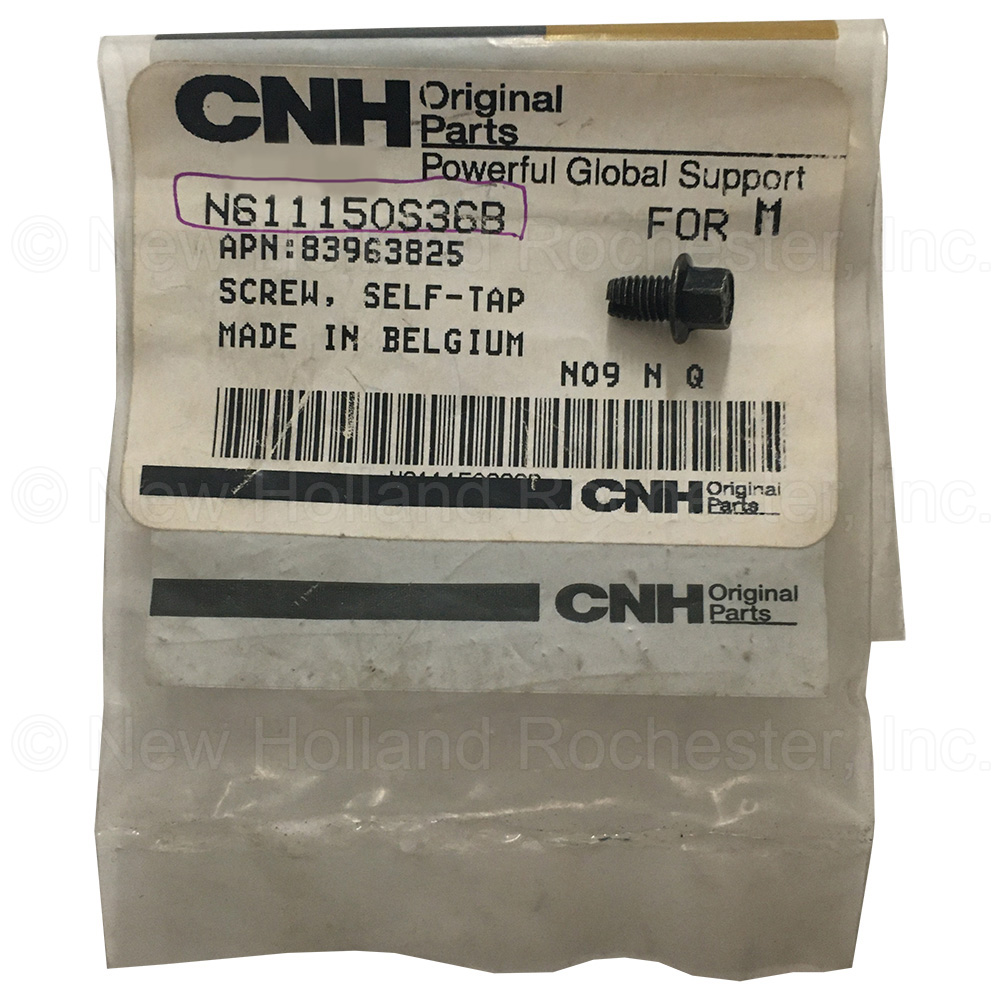 CNH Original Parts
Powerful Global Support
N611150S36B
FOR M
APN:83963825
SCREW, SELF-TAP
MADE IN BELGIUM
N09 N Q
CNH Original Parts
CNH Original Parts
© New Holland Rochester, Inc.
© New Holland Rochester, Inc.
© New Holland Rochester, Inc.